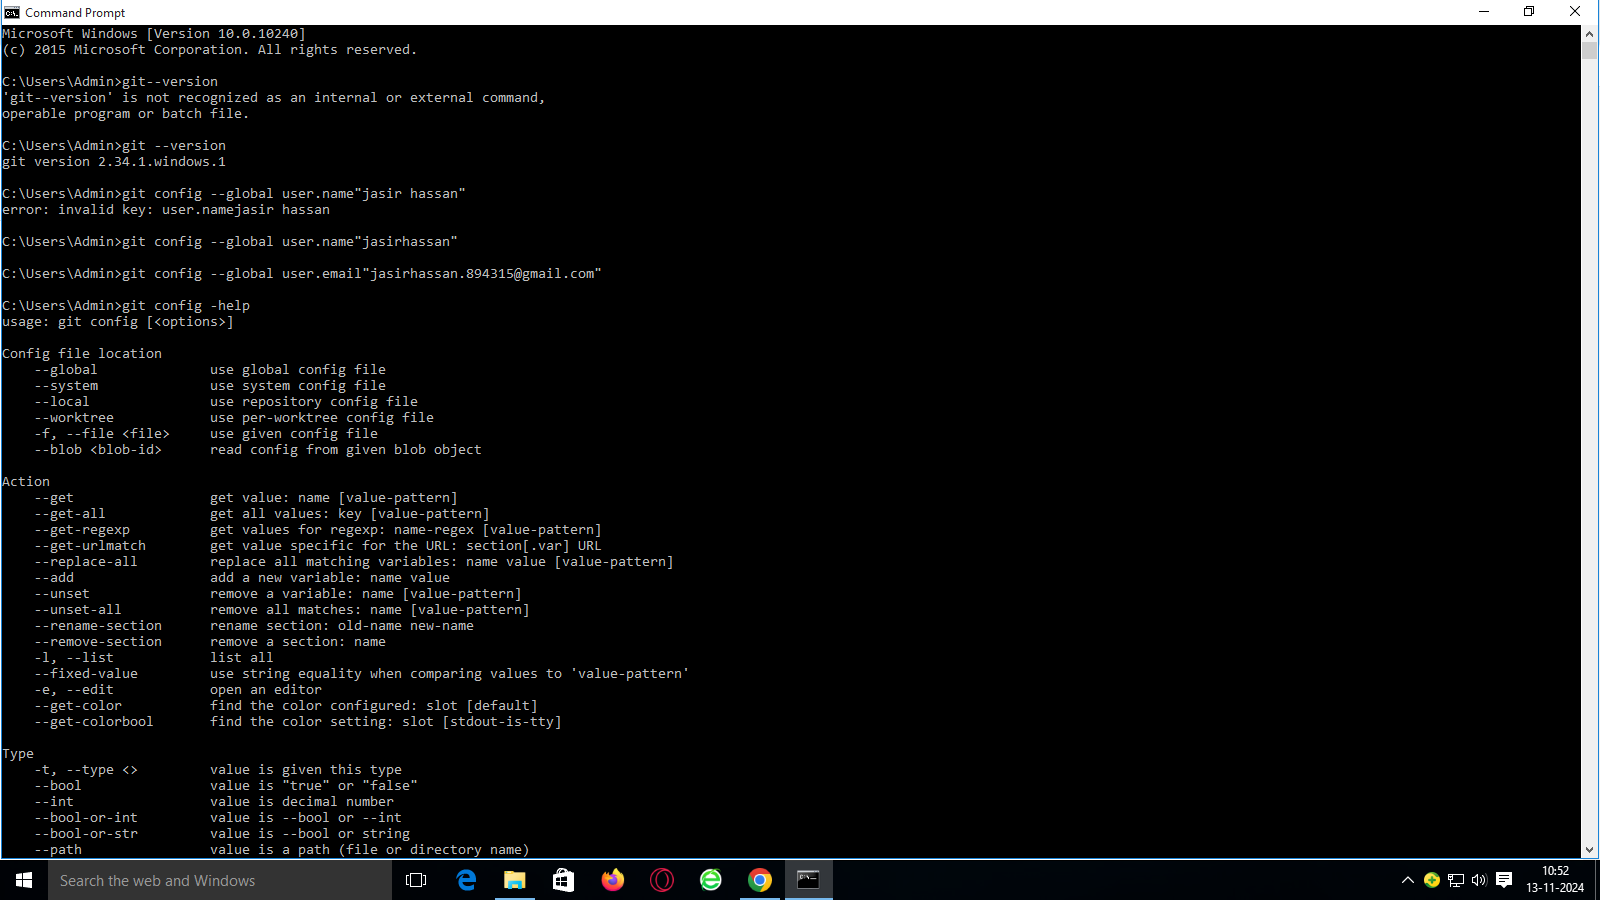 Command Prompt
Microsoft Windows [Version 10.0.10240]
(c) 2015 Microsoft Corporation. All rights reserved.
C:\Users\Admin>git--version
'git--version' is not recognized as an internal or external command,
operable program or batch file.
C:\Users\Admin>git --version
git version 2.34.1.windows.1
C:\Users\Admin>git config --global user.name"jasir hassan"
error: invalid key: user.namejasir hassan
C:\Users\Admin>git config --global user.name"jasirhassan"
C:\Users\Admin>git config --global user.email"jasirhassan.894315@gmail.com"
C:\Users\Admin>git config -help
usage: git config [<options>]
Config file location
--global use global config file
--system use system config file
--local use repository config file
--worktree use per-worktree config file
-f, --file <file> use given config file
--blob <blob-id> read config from given blob object
Action
--get get value: name [value-pattern]
--get-all get all values: key [value-pattern]
--get-regexp get values for regexp: name-regex [value-pattern]
--get-urlmatch get value specific for the URL: section[.var] URL
--replace-all replace all matching variables: name value [value-pattern]
--add add a new variable: name value
--unset remove a variable: name [value-pattern]
--unset-all remove all matches: name [value-pattern]
--rename-section rename section: old-name new-name
--remove-section remove a section: name
-l, --list list all
--fixed-value use string equality when comparing values to 'value-pattern'
-e, --edit open an editor
--get-color find the color configured: slot [default]
--get-colorbool find the color setting: slot [stdout-is-tty]
Type
-t, --type <> value is given this type
--bool value is "true" or "false"
--int value is decimal number
--bool-or-int value is --bool or --int
--bool-or-str value is --bool or string
--path value is a path (file or directory name)
Search the web and Windows
10:52
13-11-2024